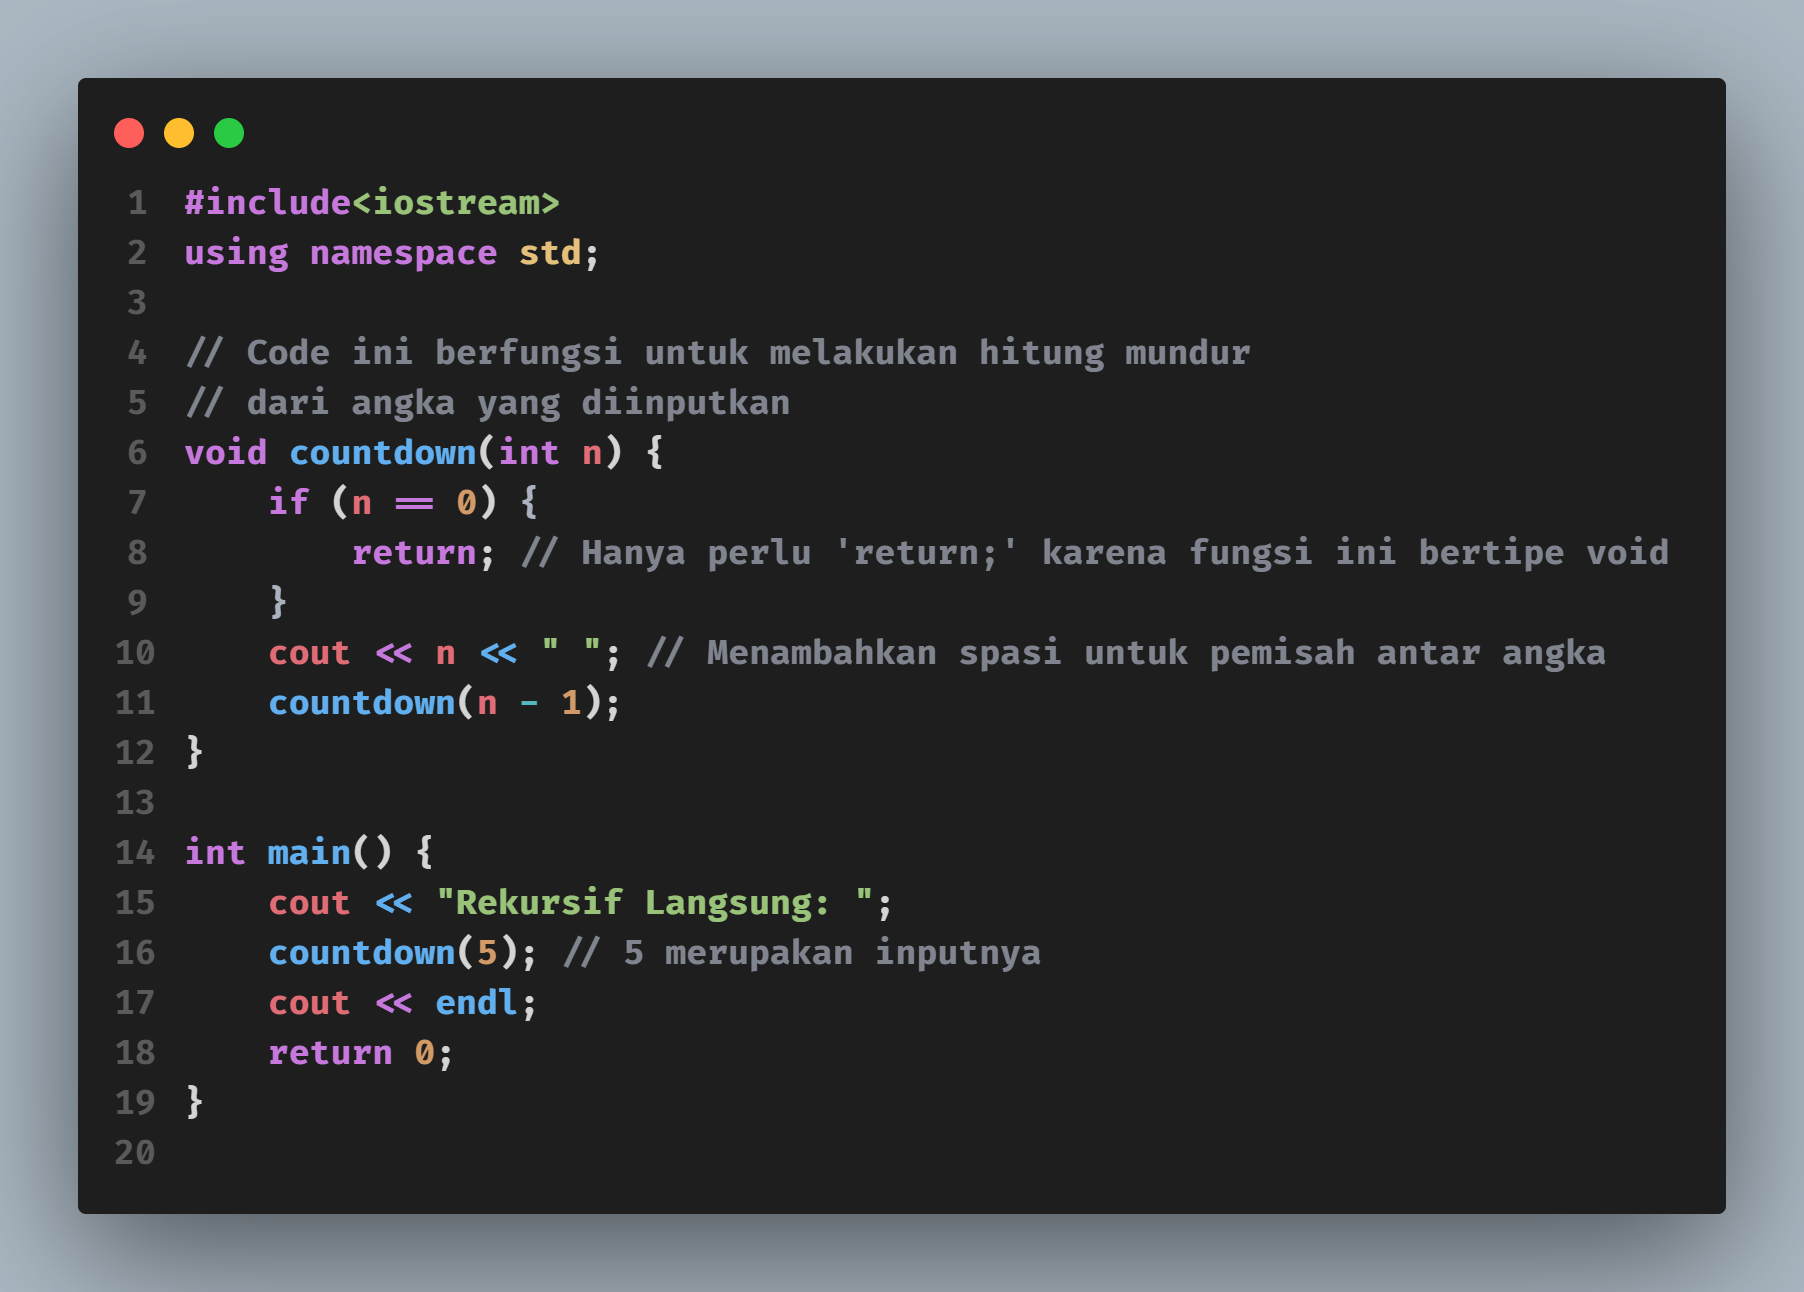 1 #include<iostream>
2 using namespace std;
3
4 // Code ini berfungsi untuk melakukan hitung mundur
5 // dari angka yang diinputkan
6 void countdown(int n) {
7     if (n == 0) {
8         return; // Hanya perlu 'return;' karena fungsi ini bertipe void
9     }
10     cout << n << " "; // Menambahkan spasi untuk pemisah antar angka
11     countdown(n - 1);
12 }
13
14 int main() {
15     cout << "Rekursif Langsung: ";
16     countdown(5); // 5 merupakan inputnya
17     cout << endl;
18     return 0;
19 }
20